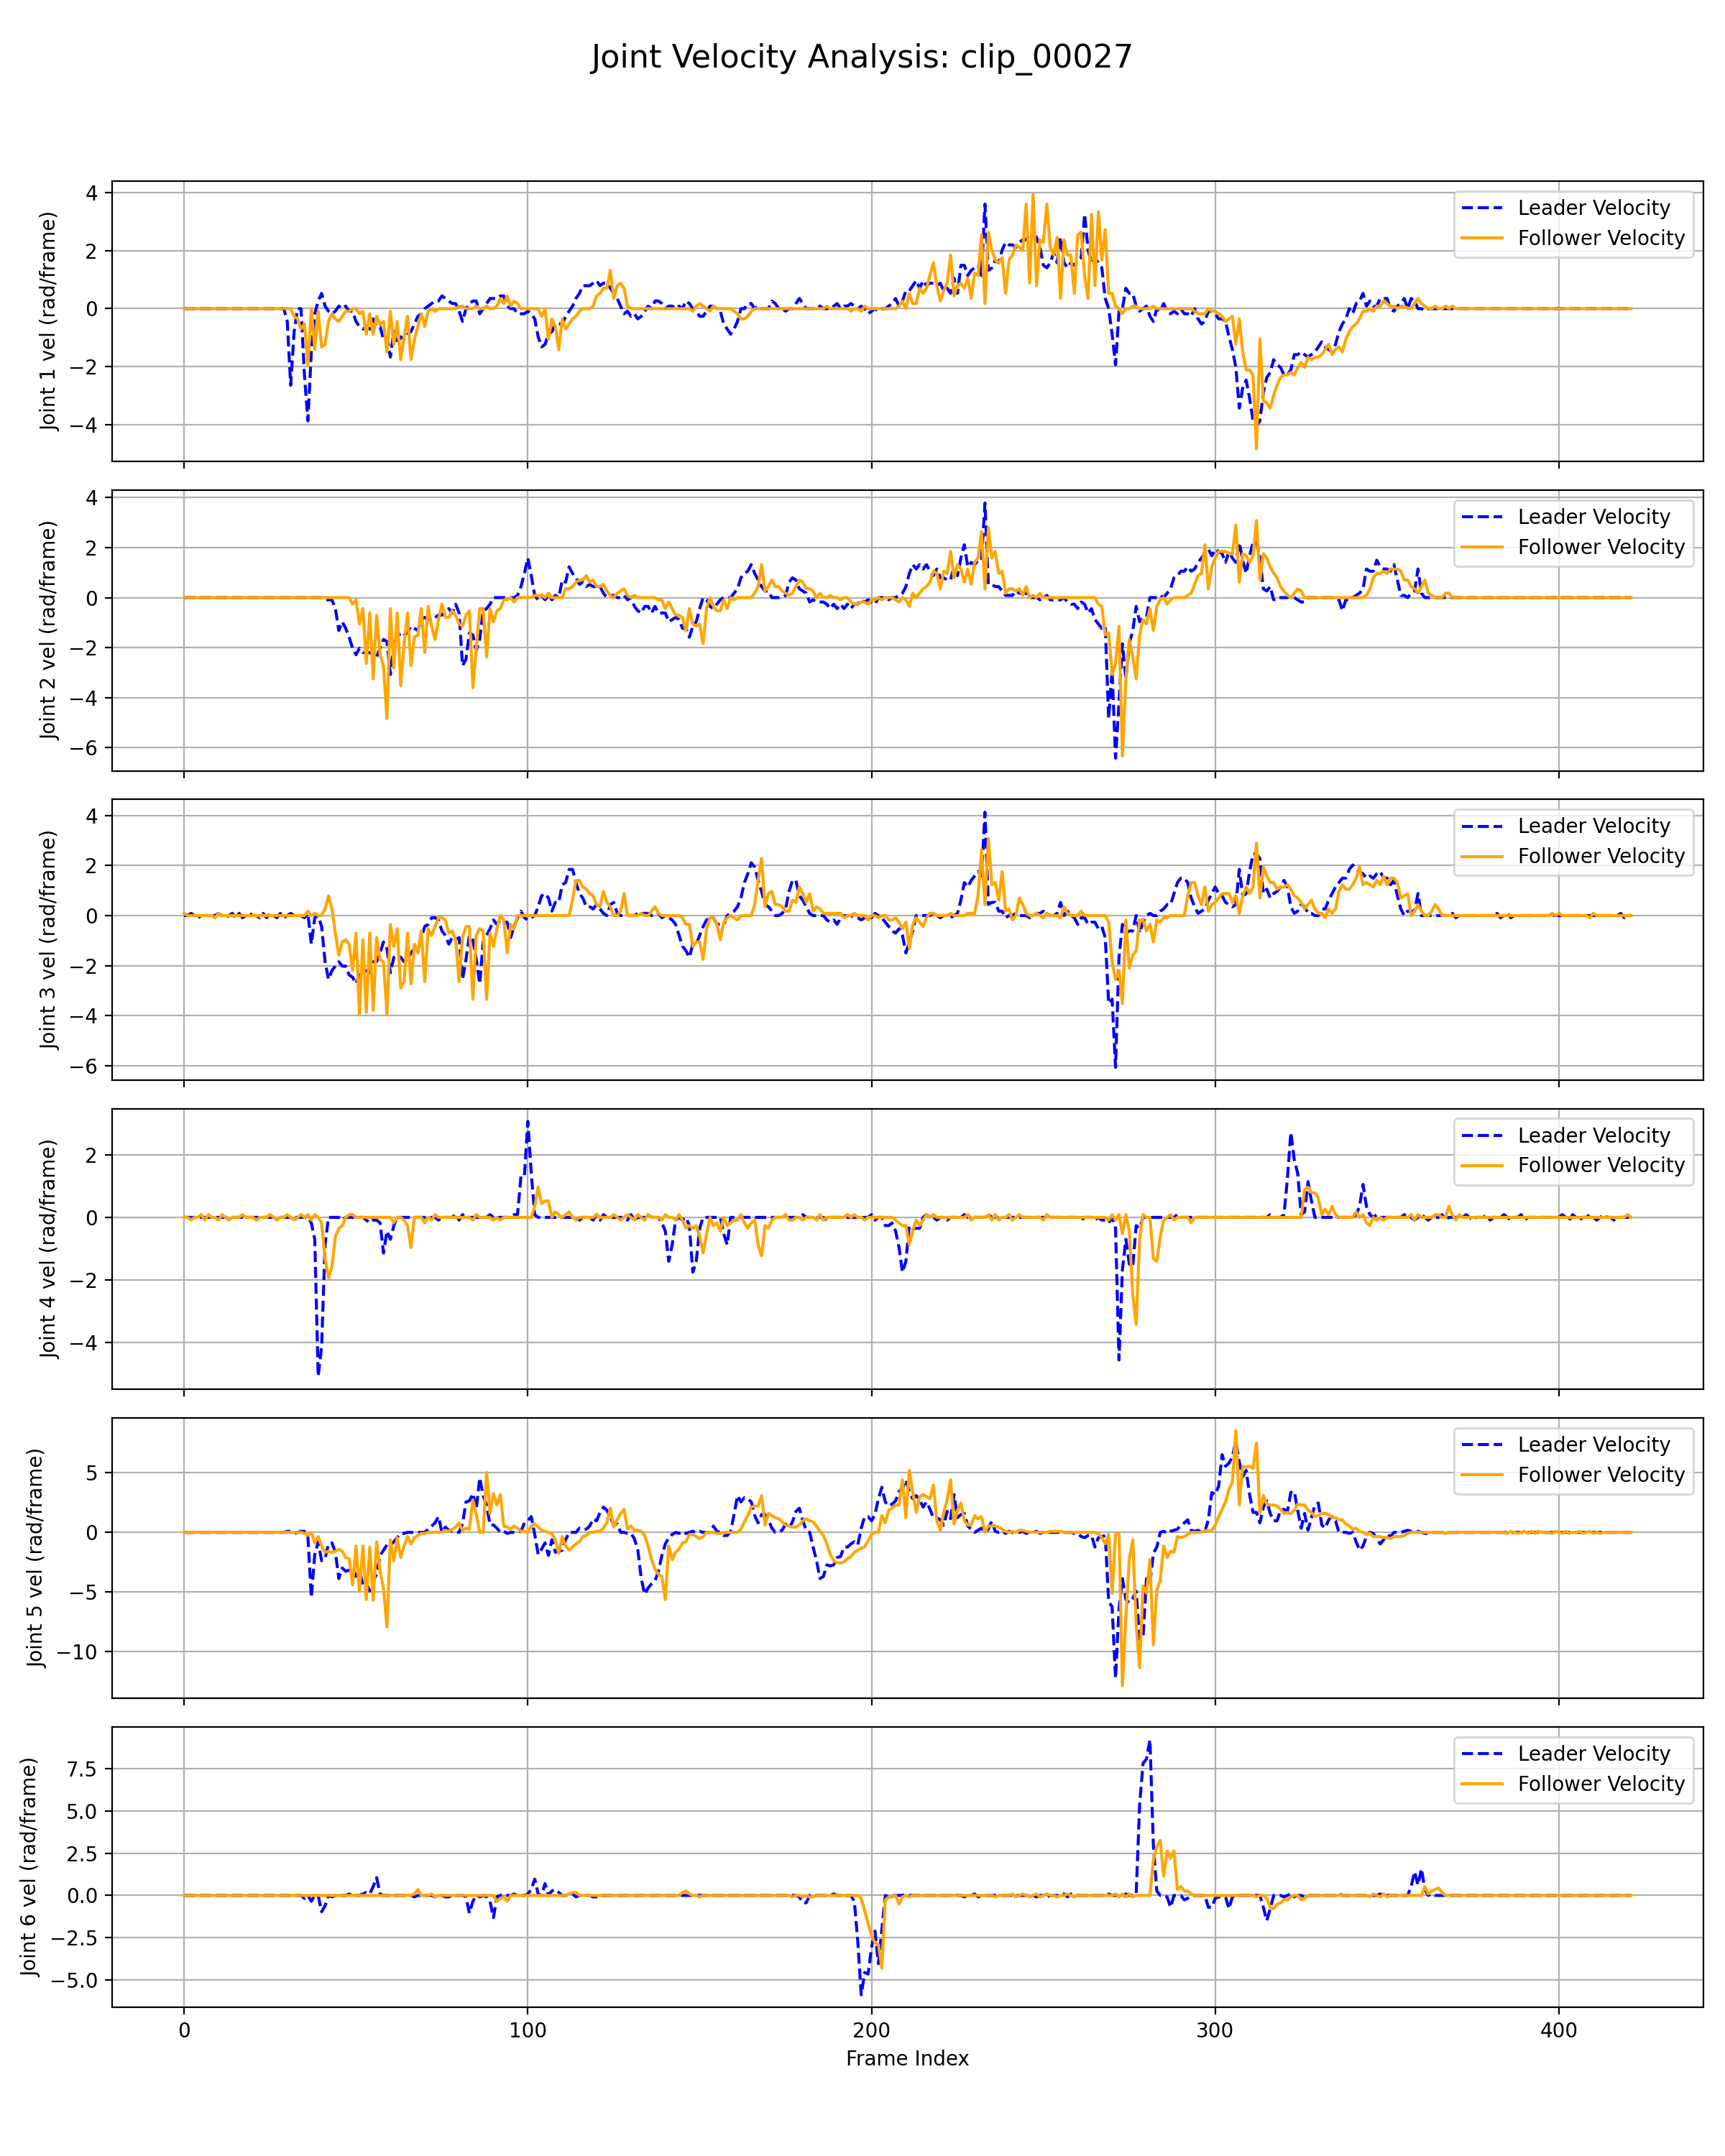 Joint Velocity Analysis: clip_00027
Joint 1 vel (rad/frame)
4
2
0
−2
−4
Leader Velocity
Follower Velocity
Joint 2 vel (rad/frame)
4
2
0
−2
−4
−6
Leader Velocity
Follower Velocity
Joint 3 vel (rad/frame)
4
2
0
−2
−4
−6
Leader Velocity
Follower Velocity
Joint 4 vel (rad/frame)
2
0
−2
−4
Leader Velocity
Follower Velocity
Joint 5 vel (rad/frame)
5
0
−5
−10
Leader Velocity
Follower Velocity
Joint 6 vel (rad/frame)
7.5
5.0
2.5
0.0
−2.5
−5.0
Leader Velocity
Follower Velocity
0 100 200 300 400
Frame Index